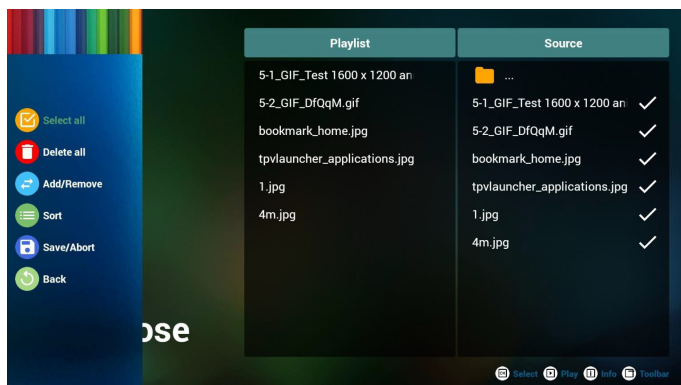 Playlist
Source
5-1_GIF_Test 1600 x 1200 an
5-2_GIF_DfQqM.gif
bookmark_home.jpg
tpvlauncher_applications.jpg
1.jpg
4m.jpg
...
5-1_GIF_Test 1600 x 1200 an
5-2_GIF_DfQqM.gif
bookmark_home.jpg
tpvlauncher_applications.jpg
1.jpg
4m.jpg
Select all
Delete all
Add/Remove
Sort
Save/Abort
Back
ose
Select Play Info Toolbar